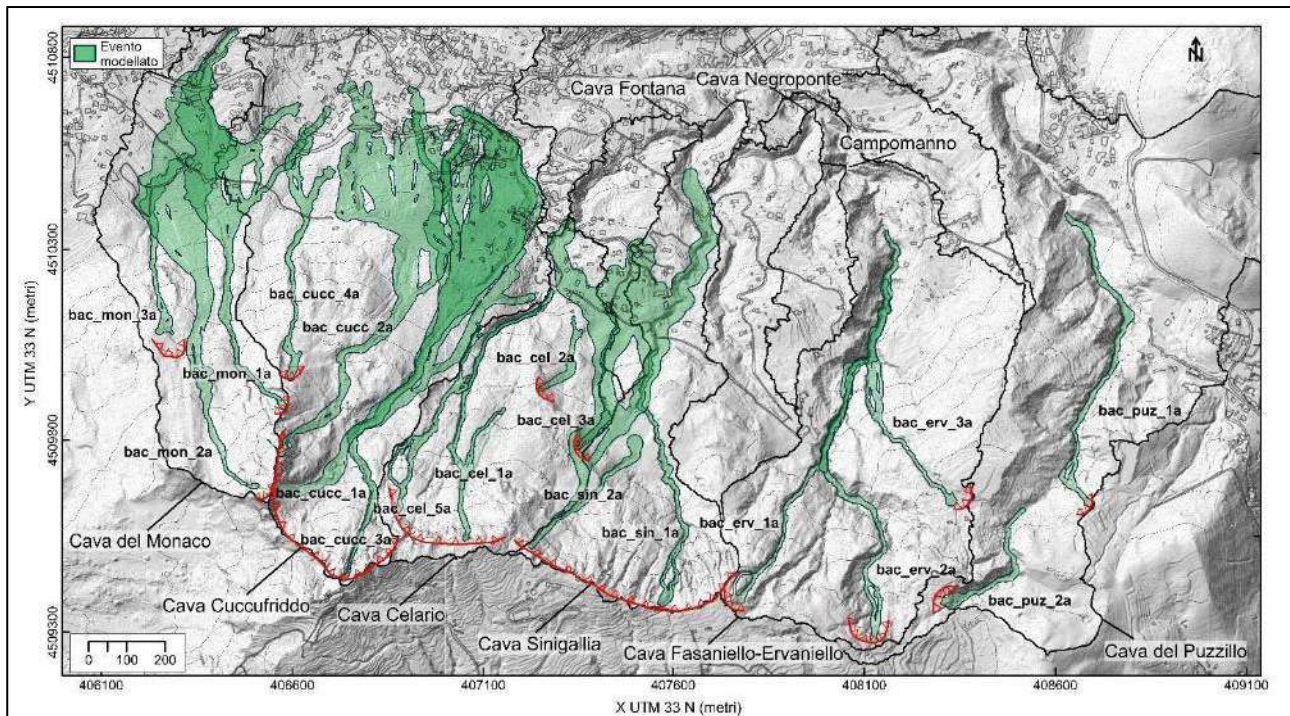 Evento
modellato
N
Cava Negroponte
Cava Fontana
Campomanno
4510800
4510300
4509800
4509300
Y UTM 33 N (metri)
bac_mon_3a
bac_cucc_4a
bac_cucc_2a
bac_mon_1a
bac_cel_2a
bac_cel_3a
bac_erv_3a
bac_puz_1a
bac_mon_2a
bac_cel_1a
bac_cucc_1a
bac_cel_5a
bac_sin_2a
bac_sin_1a
bac_erv_1a
bac_cucc_3a
bac_erv_2a
bac_puz_2a
Cava del Monaco
Cava Cuccufriddo
Cava Celario
Cava Sinigallia
Cava Fasaniello-Ervaniello
Cava del Puzzillo
0 100 200
406100 406600 407100 407600 408100 408600 409100
X UTM 33 N (metri)